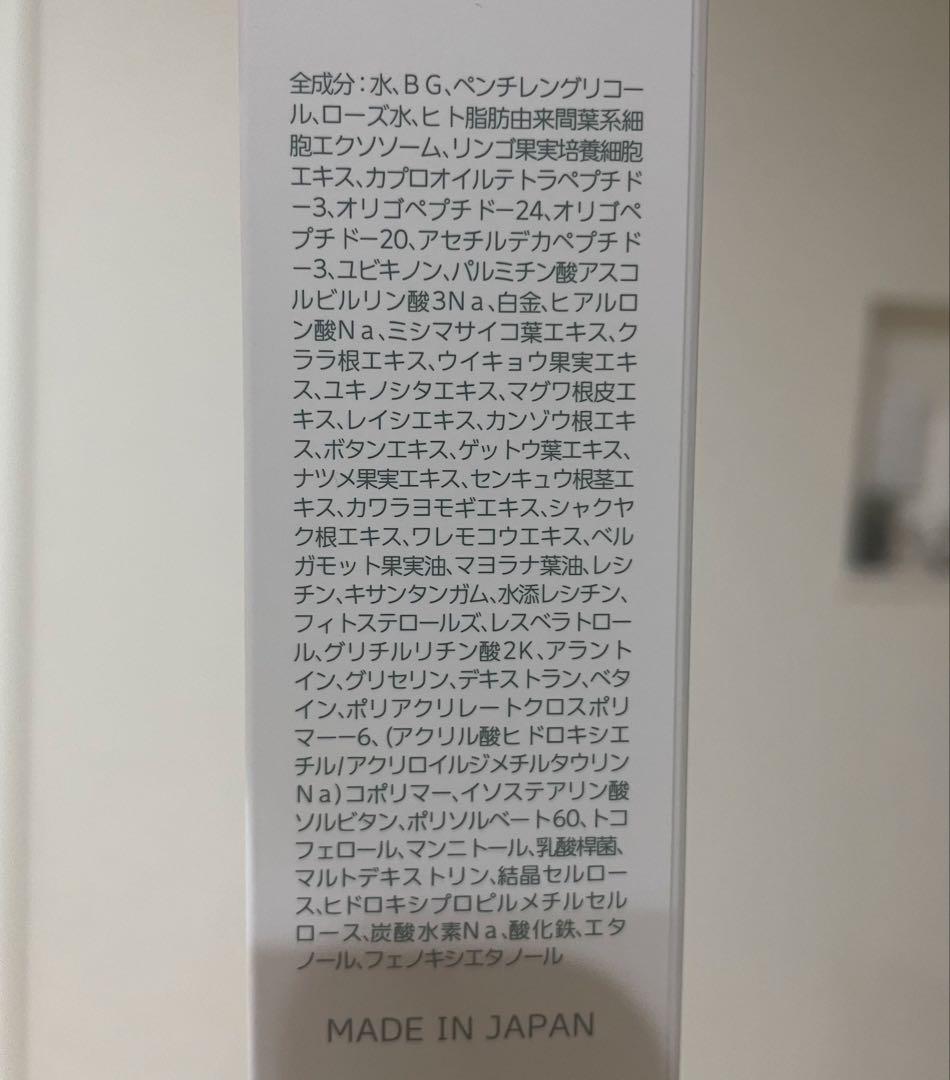 全成分：水、ＢＧ、ペンチレングリコー
ル、ローズ水、ヒト脂肪由来間葉系細
胞エクソソーム、リンゴ果実培養細胞
エキス、カプロオイルテトラペプチド
ー3、オリゴペプチドー24、オリゴペ
プチドー20、アセチルデカペプチド
ー3、ユビキノン、パルミチン酸アスコ
ルビルリン酸3Ｎａ、白金、ヒアルロ
ン酸Ｎａ、ミシマサイコ葉エキス、ク
ララ根エキス、ウイキョウ果実エキ
ス、ユキノシタエキス、マグワ根皮エ
キス、レイシエキス、カンゾウ根エキ
ス、ボタンエキス、ゲットウ葉エキス、
ナツメ果実エキス、センキュウ根茎エ
キス、カワラヨモギエキス、シャクヤ
ク根エキス、ワレモコウエキス、ベル
ガモット果実油、マヨラナ葉油、レシ
チン、キサンタンガム、水添レシチン、
フィトステロールズ、レスベラトロー
ル、グリチルリチン酸2Ｋ、アラント
イン、グリセリン、デキストラン、ベタ
イン、ポリアクリレートクロスポリ
マーー6、(アクリル酸ヒドロキシエ
チル/アクリロイルジメチルタウリン
Ｎａ)コポリマー、イソステアリン酸
ソルビタン、ポリソルベート60、トコ
フェロール、マンニトール、乳酸桿菌、
マルトデキストリン、結晶セルロー
ス、ヒドロキシプロピルメチルセル
ロース、炭酸水素Ｎａ、酸化鉄、エタ
ノール、フェノキシエタノール
MADE IN JAPAN